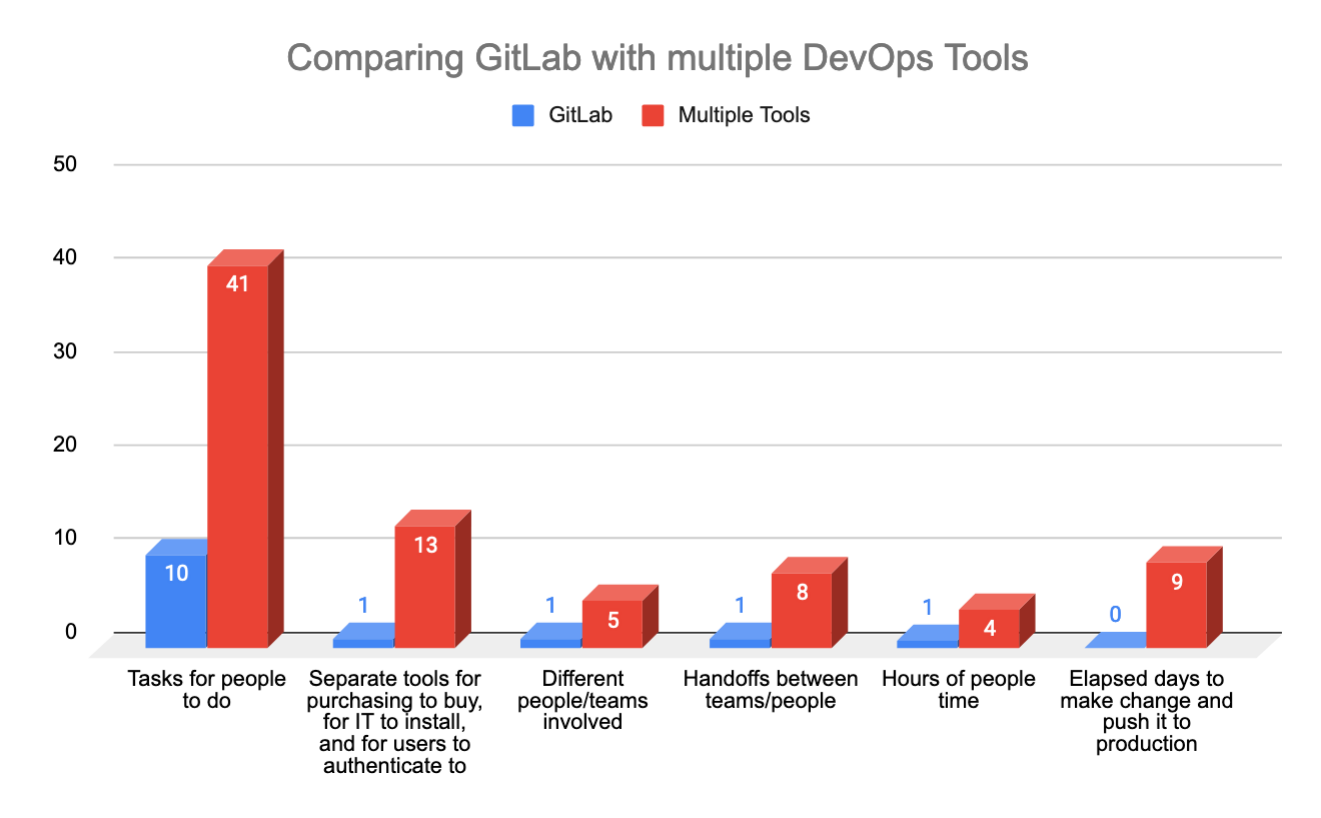 Comparing GitLab with multiple DevOps Tools
GitLab Multiple Tools
50
40
30
20
10
0
41
10
13
1
5
1
8
1
4
1
9
0
Tasks for people
to do
Separate tools for
purchasing to buy,
for IT to install,
and for users to
authenticate to
Different
people/teams
involved
Handoffs between
teams/people
Hours of people
time
Elapsed days to
make change and
push it to
production